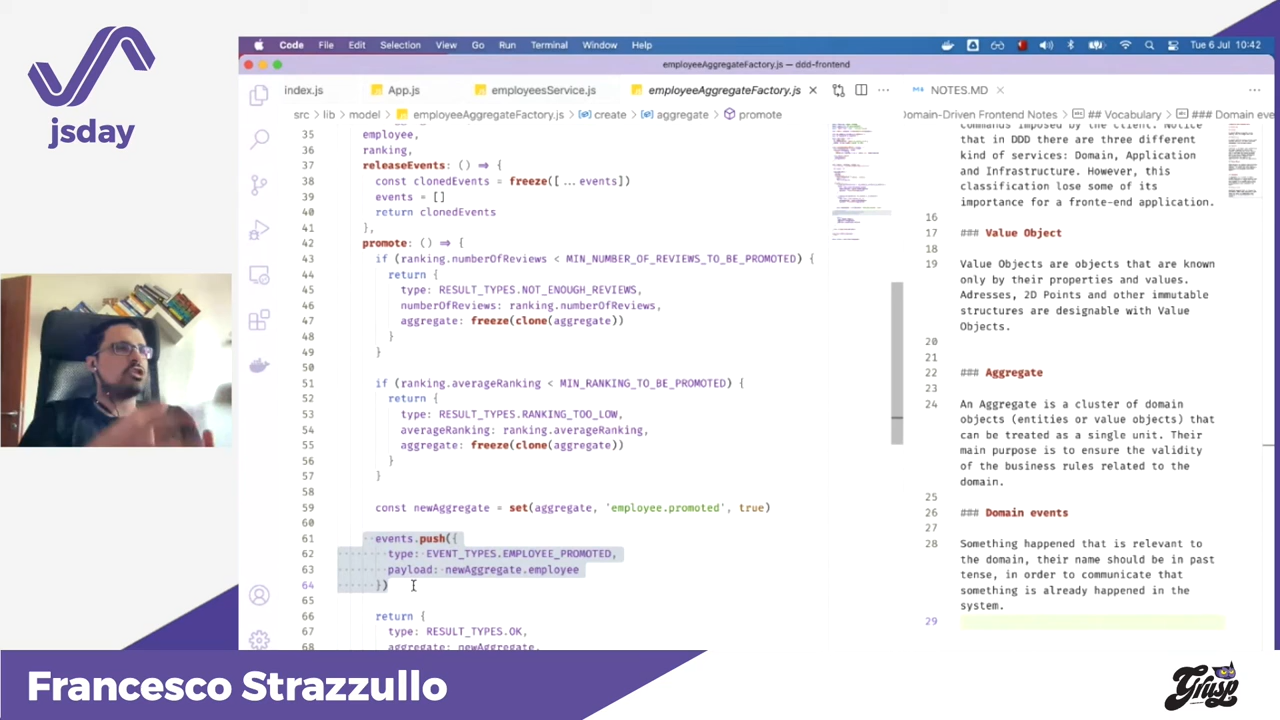 jsday
Code File Edit Selection View Go Run Terminal Window Help
Tue 6 Jul 10:42
employeeAggregateFactory.js — ddd-frontend
index.js
App.js
employeesService.js
employeeAggregateFactory.js
NOTES.MD
src > lib > model > employeeAggregateFactory.js > create > aggregate > promote
Domain-Driven Frontend Notes > ## Vocabulary > ### Domain eve
35 employee,
36 ranking,
37 releaseEvents: () => {
38 const clonedEvents = freeze([...events])
39 events = []
40 return clonedEvents
41 },
42 promote: () => {
43 if (ranking.numberOfReviews < MIN_NUMBER_OF_REVIEWS_TO_BE_PROMOTED) {
44 return {
45 type: RESULT_TYPES.NOT_ENOUGH_REVIEWS,
46 numberOfReviews: ranking.numberOfReviews,
47 aggregate: freeze(clone(aggregate))
48 }
49 }
50
51 if (ranking.averageRanking < MIN_RANKING_TO_BE_PROMOTED) {
52 return {
53 type: RESULT_TYPES.RANKING_TOO_LOW,
54 averageRanking: ranking.averageRanking,
55 aggregate: freeze(clone(aggregate))
56 }
57 }
58
59 const newAggregate = set(aggregate, 'employee.promoted', true)
60
61 events.push({
62 type: EVENT_TYPES.EMPLOYEE_PROMOTED,
63 payload: newAggregate.employee
64 })
65
66 return {
67 type: RESULT_TYPES.OK,
68 aggregate: newAggregate,
commands imposed by the client. Notice
that in DDD there are three different
kind of services: Domain, Application
and Infrastructure. However, this
classification lose some of its
importance for a fronte-end application.
16
17 ### Value Object
18
19 Value Objects are objects that are known
only by their properties and values.
Adresses, 2D Points and other immutable
structures are designable with Value
Objects.
20
21
22 ### Aggregate
23
24 An Aggregate is a cluster of domain
objects (entities or value objects) that
can be treated as a single unit. Their
main purpose is to ensure the validity
of the business rules related to the
domain.
25
26 ### Domain events
27
28 Something happened that is relevant to
the domain, their name should be in past
tense, in order to communicate that
something is already happened in the
system.
29
Francesco Strazzullo
Grusp